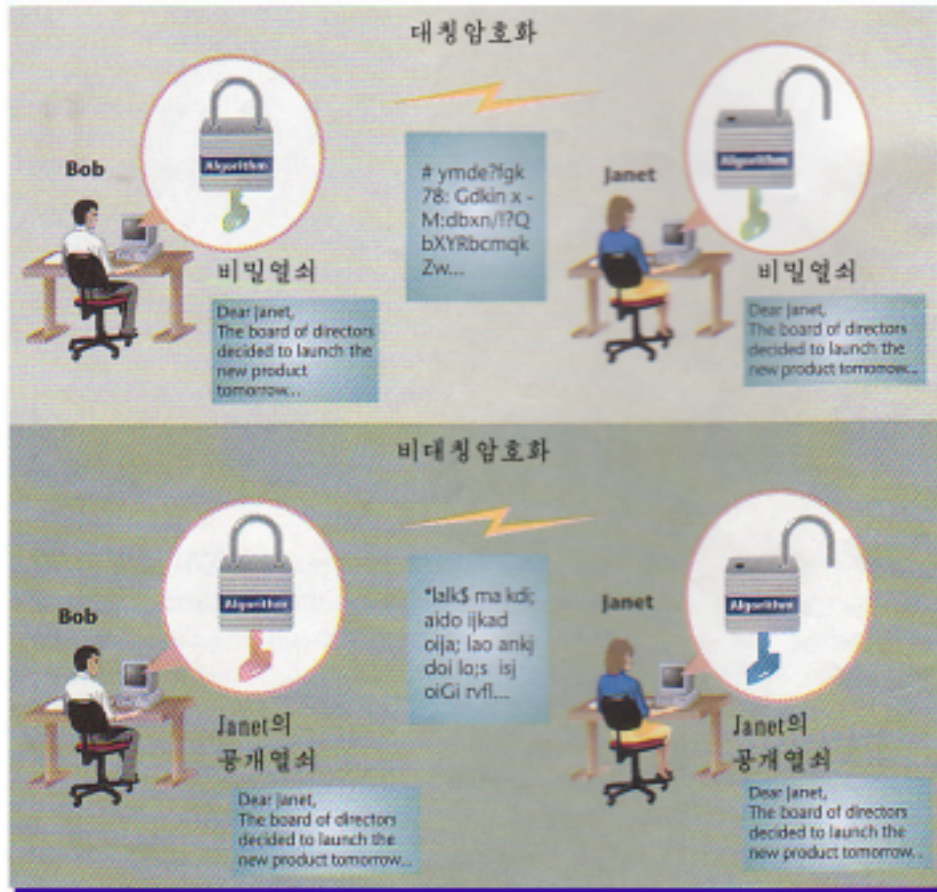 대칭암호화
Bob
Algorithm
비밀열쇠
Dear Janet,
The board of directors
decided to launch the
new product
tomorrow...
# ymde?fgk
78: Gdkin x -
M:dbxn/!?Q
bXYRbcmqk
Zw...
Janet
Algorithm
비밀열쇠
Dear Janet,
The board of directors
decided to launch the
new product tomorrow...
비대칭암호화
Bob
Algorithm
Janet의
공개열쇠
Dear Janet,
The board of directors
decided to launch the
new product tomorrow...
*lalk$ ma kdi;
aido ijkad
oija; lao ankj
doi lo;s isj
oiGi rvfl...
Janet
Algorithm
Janet의
공개열쇠
Dear Janet,
The board of directors
decided to launch the
new product tomorrow...